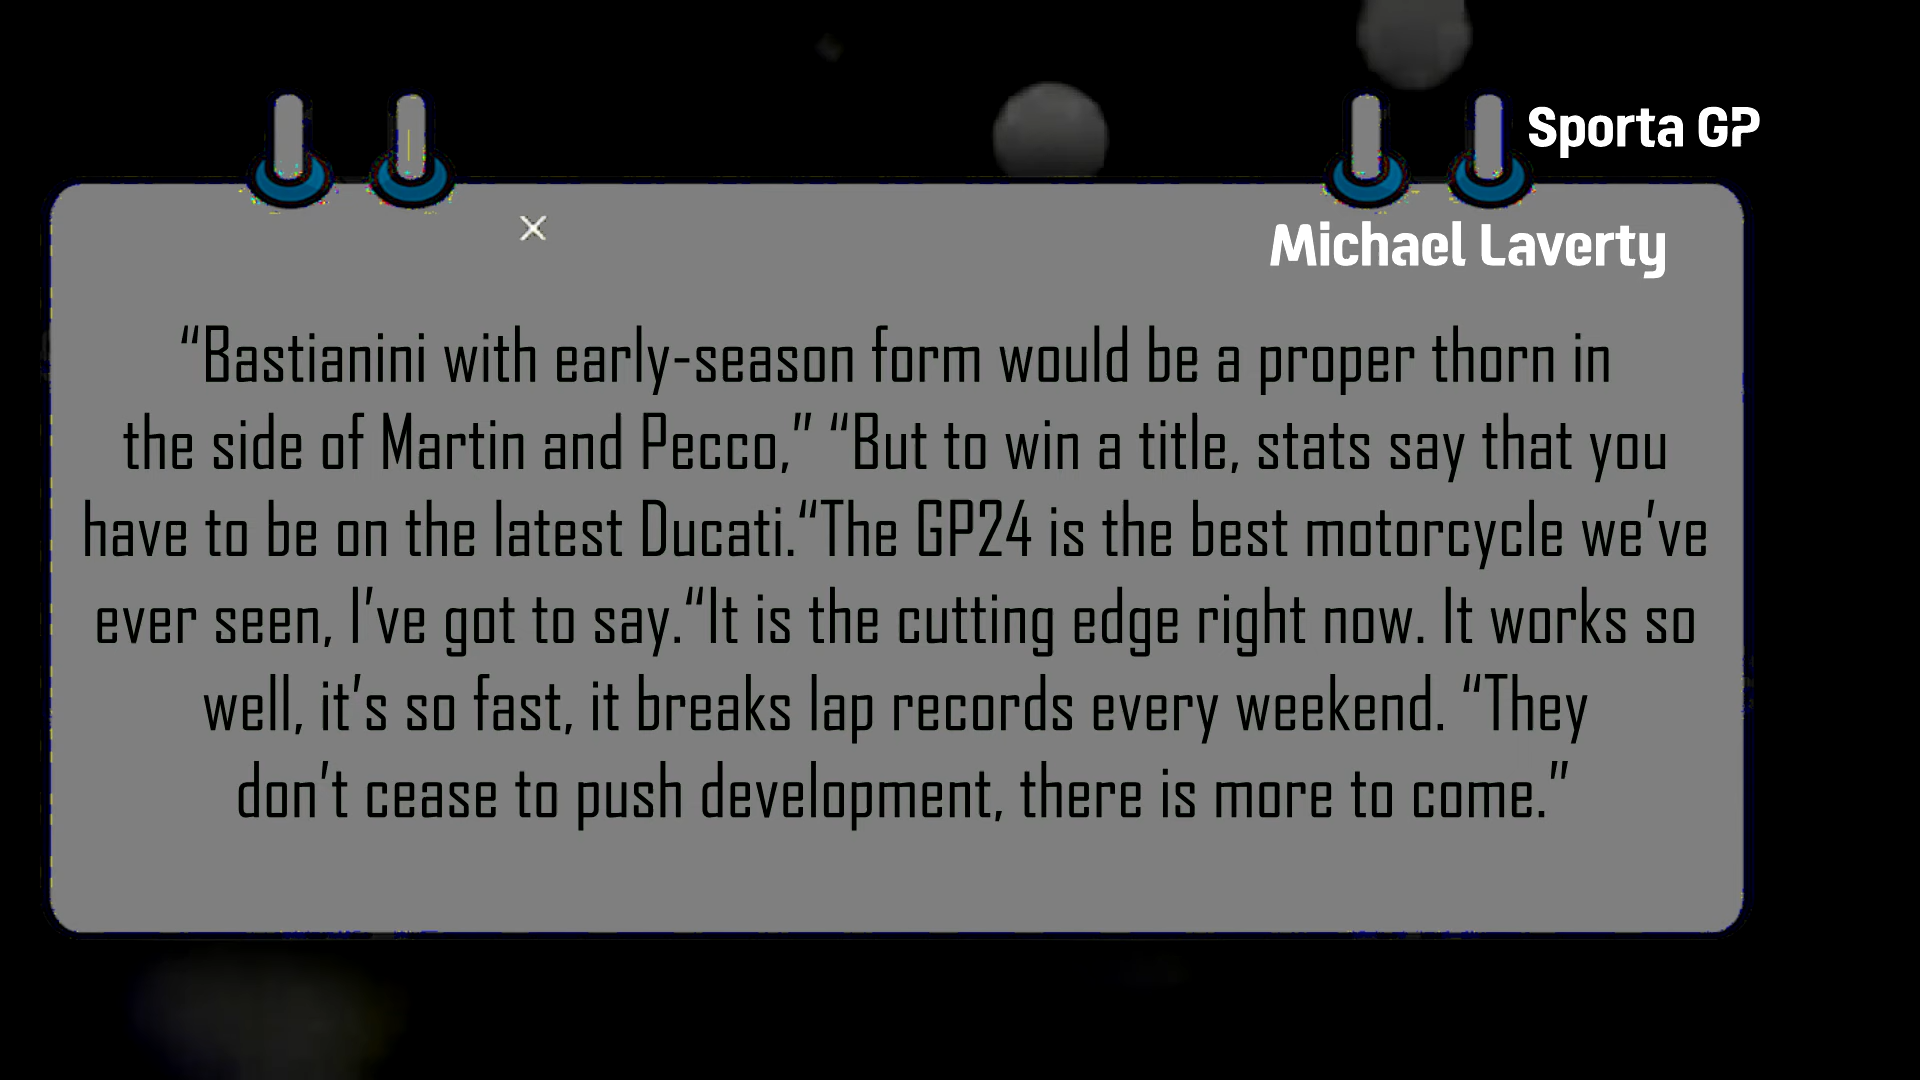 Sporta GP
Michael Laverty
“Bastianini with early-season form would be a proper thorn in
the side of Martin and Pecco,” “But to win a title, stats say that you
have to be on the latest Ducati.“The GP24 is the best motorcycle we’ve
ever seen, I’ve got to say.“It is the cutting edge right now. It works so
well, it’s so fast, it breaks lap records every weekend. “They
don’t cease to push development, there is more to come.”